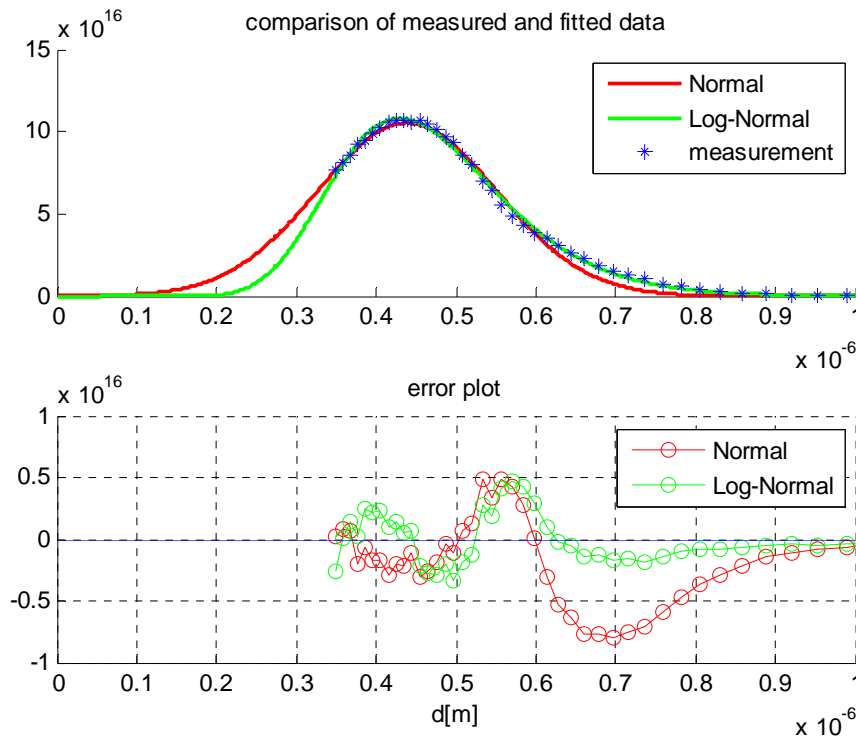 x 10^16
comparison of measured and fitted data
15
10
5
0
Normal
Log-Normal
measurement
0 0.1 0.2 0.3 0.4 0.5 0.6 0.7 0.8 0.9 1
x 10^-6
x 10^16
error plot
1
0.5
0
-0.5
-1
Normal
Log-Normal
0 0.1 0.2 0.3 0.4 0.5 0.6 0.7 0.8 0.9 1
d[m]
x 10^-6